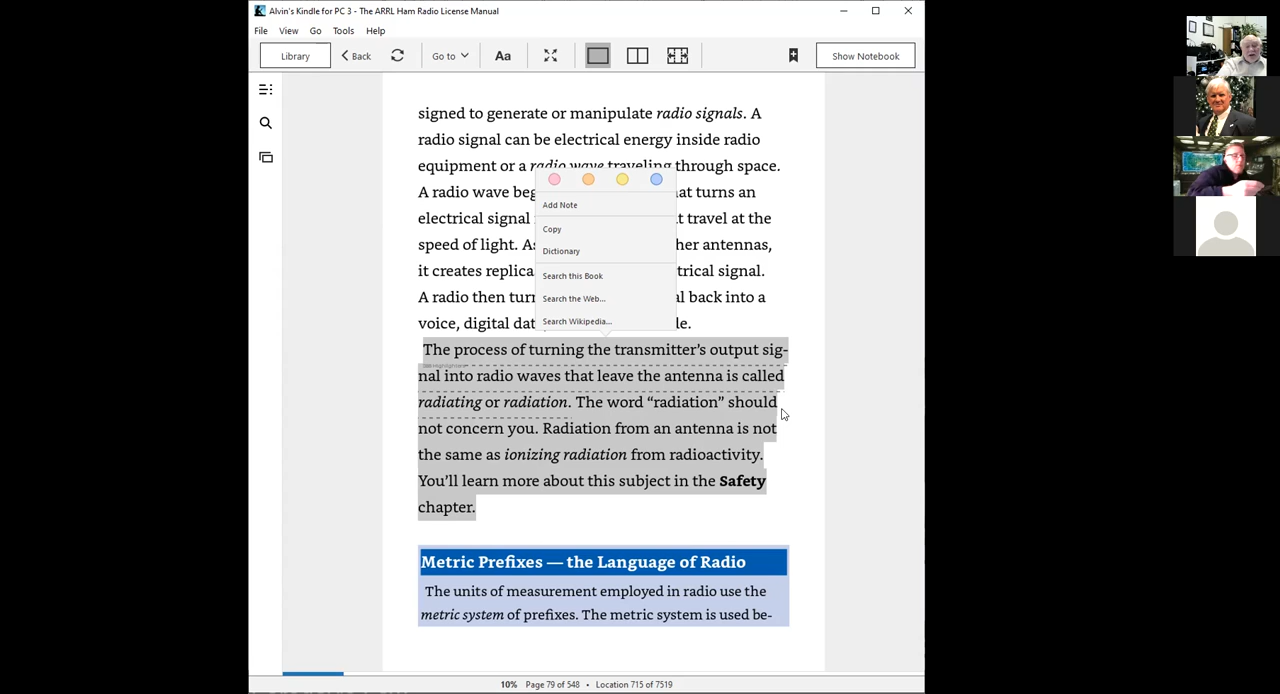 Alvin's Kindle for PC 3 - The ARRL Ham Radio License Manual
File View Go Tools Help
Library Back Go to Aa Show Notebook
signed to generate or manipulate radio signals. A
radio signal can be electrical energy inside radio
equipment or a radio wave traveling through space.
A radio wave beg at turns an
electrical signal t travel at the
speed of light. As her antennas,
it creates replica trical signal.
A radio then turn l back into a
voice, digital dat le.
Add Note
Copy
Dictionary
Search this Book
Search the Web...
Search Wikipedia...
The process of turning the transmitter's output sig-
nal into radio waves that leave the antenna is called
radiating or radiation. The word “radiation” should
not concern you. Radiation from an antenna is not
the same as ionizing radiation from radioactivity.
You'll learn more about this subject in the Safety
chapter.
Metric Prefixes — the Language of Radio
The units of measurement employed in radio use the
metric system of prefixes. The metric system is used be-
10% Page 79 of 548 • Location 715 of 7519